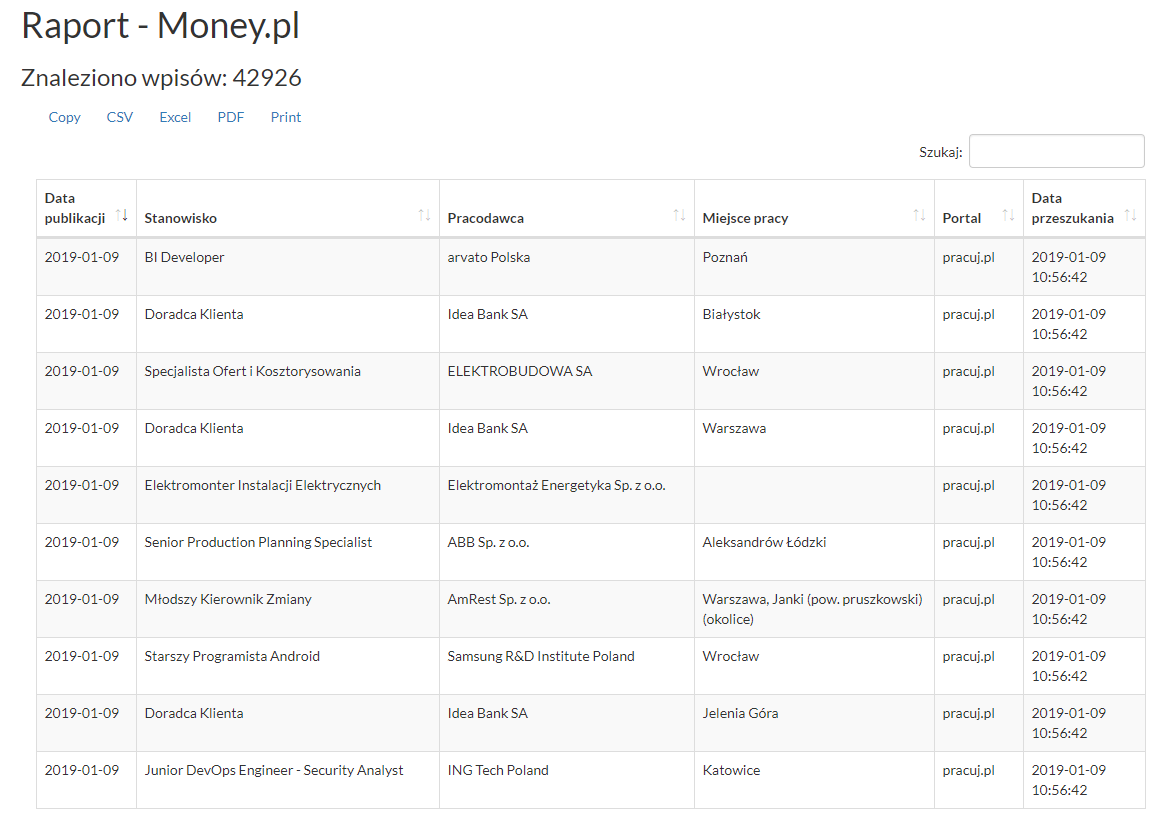 Raport - Money.pl
Znaleziono wpisów: 42926
Copy CSV Excel PDF Print
Szukaj:
Data publikacji Stanowisko Pracodawca Miejsce pracy Portal Data przeszukania
2019-01-09 BI Developer arvato Polska Poznań pracuj.pl 2019-01-09
10:56:42
2019-01-09 Doradca Klienta Idea Bank SA Białystok pracuj.pl 2019-01-09
10:56:42
2019-01-09 Specjalista Ofert i Kosztorysowania ELEKTROBUDOWA SA Wrocław pracuj.pl 2019-01-09
10:56:42
2019-01-09 Doradca Klienta Idea Bank SA Warszawa pracuj.pl 2019-01-09
10:56:42
2019-01-09 Elektromonter Instalacji Elektrycznych Elektromontaż Energetyka Sp. z o.o. pracuj.pl 2019-01-09
10:56:42
2019-01-09 Senior Production Planning Specialist ABB Sp. z o.o. Aleksandrów Łódzki pracuj.pl 2019-01-09
10:56:42
2019-01-09 Młodszy Kierownik Zmiany AmRest Sp. z o.o. Warszawa, Janki (pow. pruszkowski) pracuj.pl 2019-01-09
(okolice) 10:56:42
2019-01-09 Starszy Programista Android Samsung R&D Institute Poland Wrocław pracuj.pl 2019-01-09
10:56:42
2019-01-09 Doradca Klienta Idea Bank SA Jelenia Góra pracuj.pl 2019-01-09
10:56:42
2019-01-09 Junior DevOps Engineer - Security Analyst ING Tech Poland Katowice pracuj.pl 2019-01-09
10:56:42